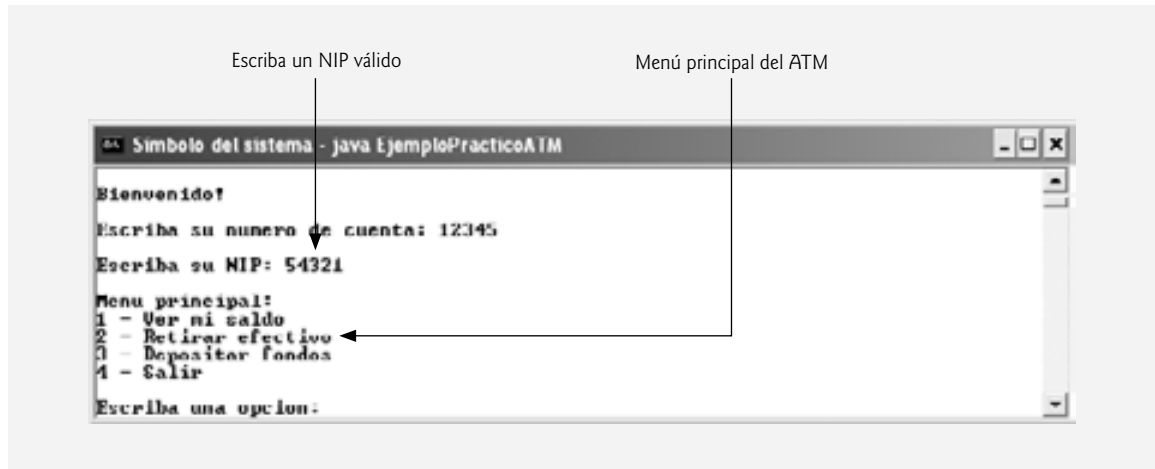 Escriba un NIP válido
Menú principal del ATM
Símbolo del sistema - java EjemploPracticoATM
Bienvenido!
Escriba su numero de cuenta: 12345
Escriba su NIP: 54321
Menu principal:
1 - Ver mi saldo
2 - Retirar efectivo
3 - Depositar fondos
4 - Salir
Escriba una opcion: